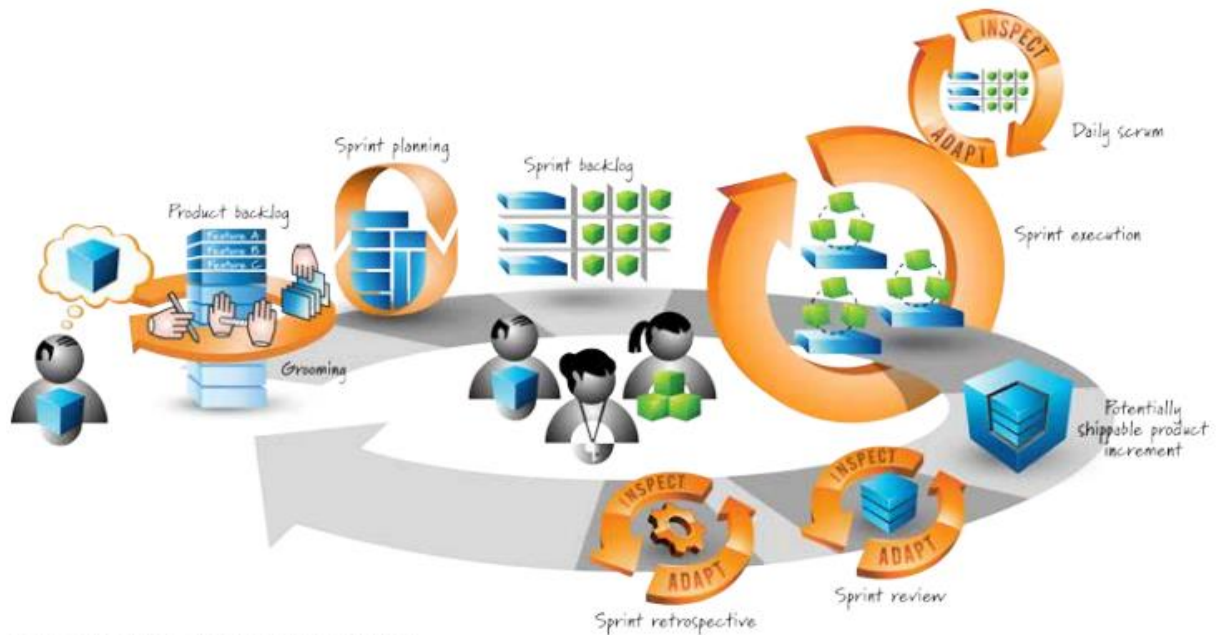 INSPECT
ADAPT
Daily scrum
Sprint planning
Sprint backlog
Product backlog
Feature A
Feature B
Feature C
Sprint execution
Grooming
Potentially
shippable product
increment
INSPECT
ADAPT
Sprint review
INSPECT
ADAPT
Sprint retrospective